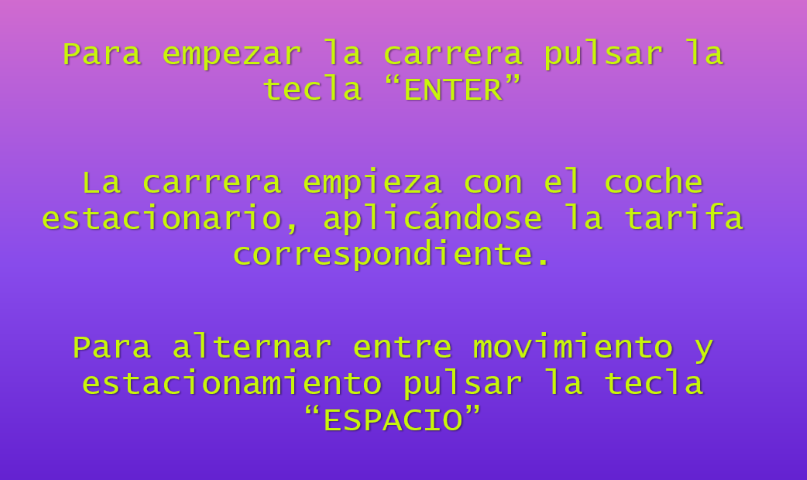 Para empezar la carrera pulsar la
tecla “ENTER”
La carrera empieza con el coche
estacionario, aplicándose la tarifa
correspondiente.
Para alternar entre movimiento y
estacionamiento pulsar la tecla
“ESPACIO”